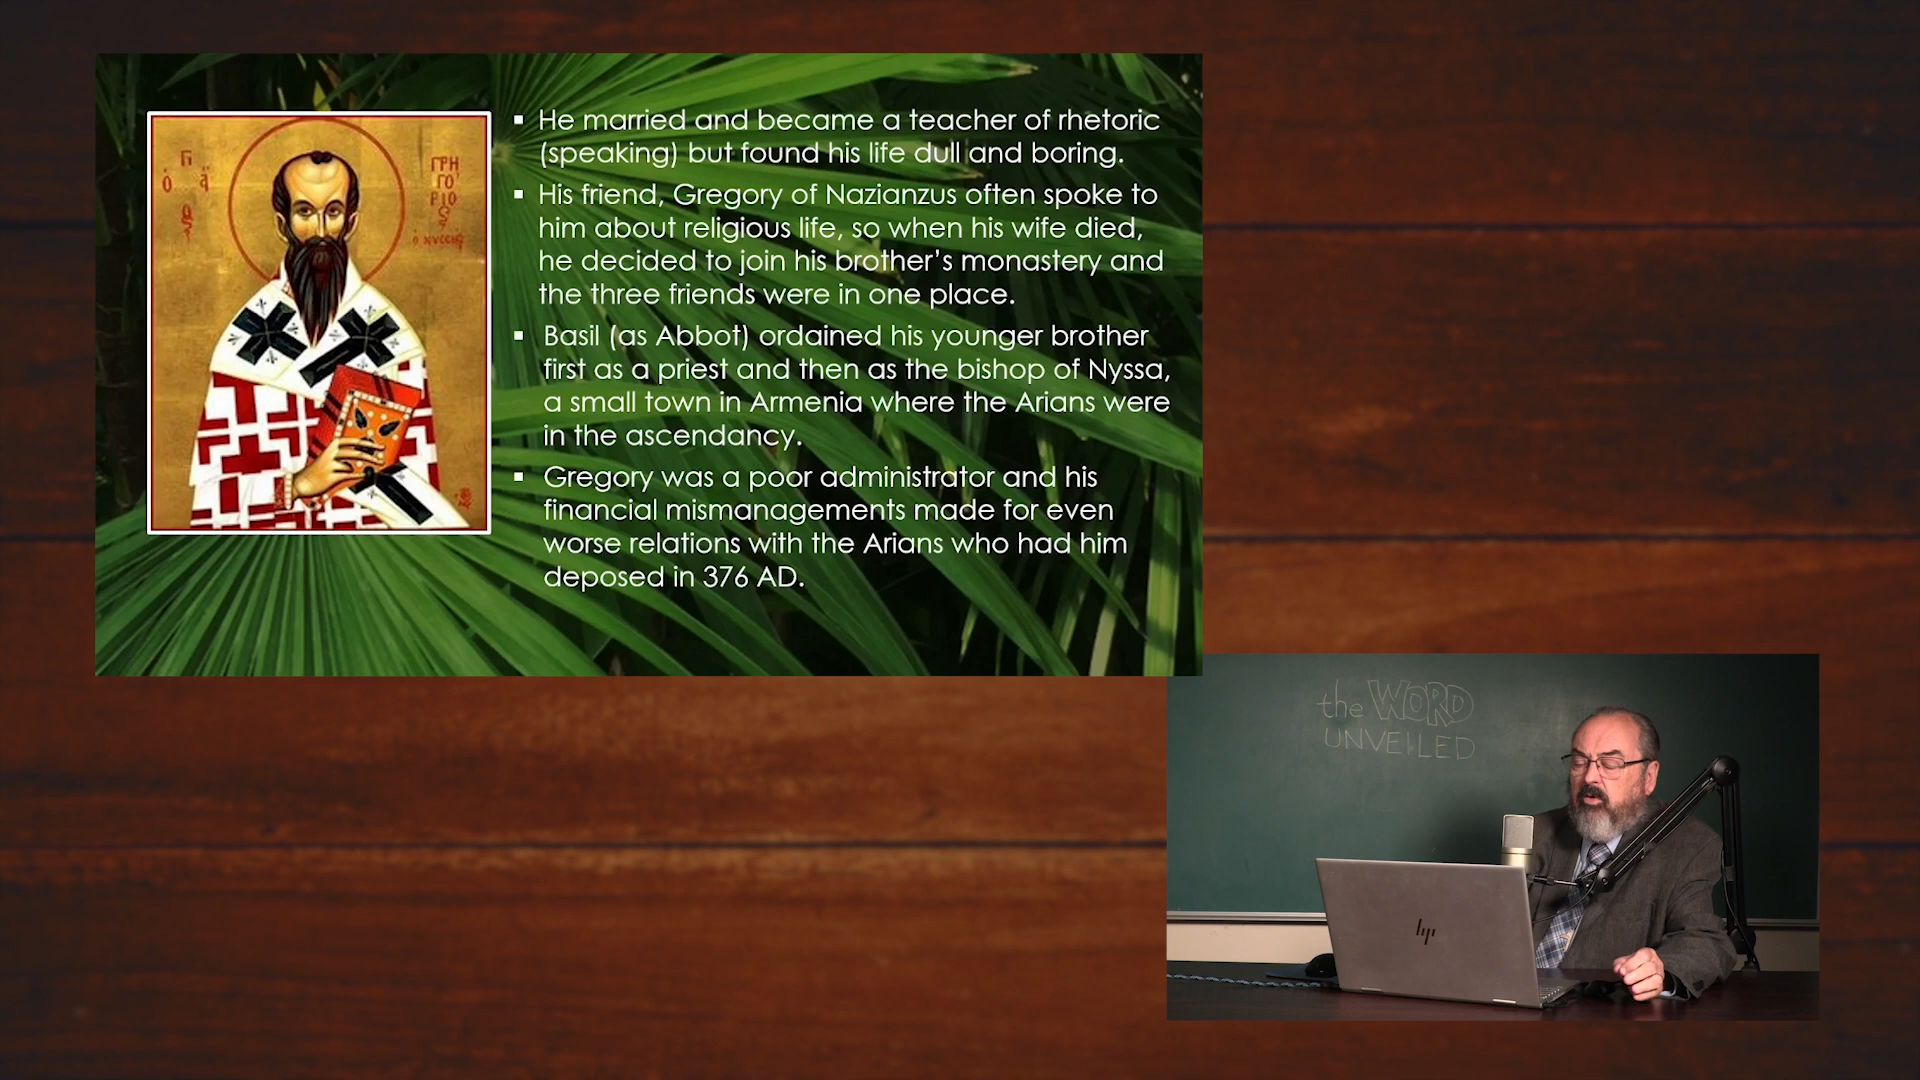 ΓΡΗ
ΓΟ
ΡΙΟ
Ο ΝΥССΗС
▪ He married and became a teacher of rhetoric
(speaking) but found his life dull and boring.
▪ His friend, Gregory of Nazianzus often spoke to
him about religious life, so when his wife died,
he decided to join his brother’s monastery and
the three friends were in one place.
▪ Basil (as Abbot) ordained his younger brother
first as a priest and then as the bishop of Nyssa,
a small town in Armenia where the Arians were
in the ascendancy.
▪ Gregory was a poor administrator and his
financial mismanagements made for even
worse relations with the Arians who had him
deposed in 376 AD.
the WORD
UNVEILED
hp